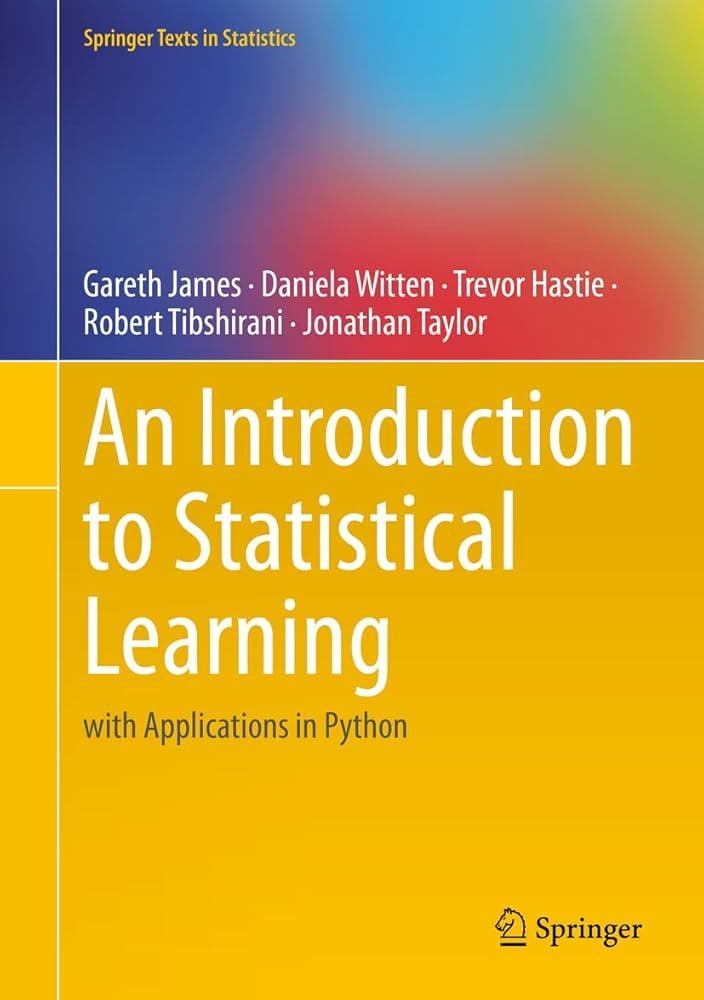 Springer Texts in Statistics
Gareth James · Daniela Witten · Trevor Hastie ·
Robert Tibshirani · Jonathan Taylor
An Introduction
to Statistical
Learning
with Applications in Python
Springer